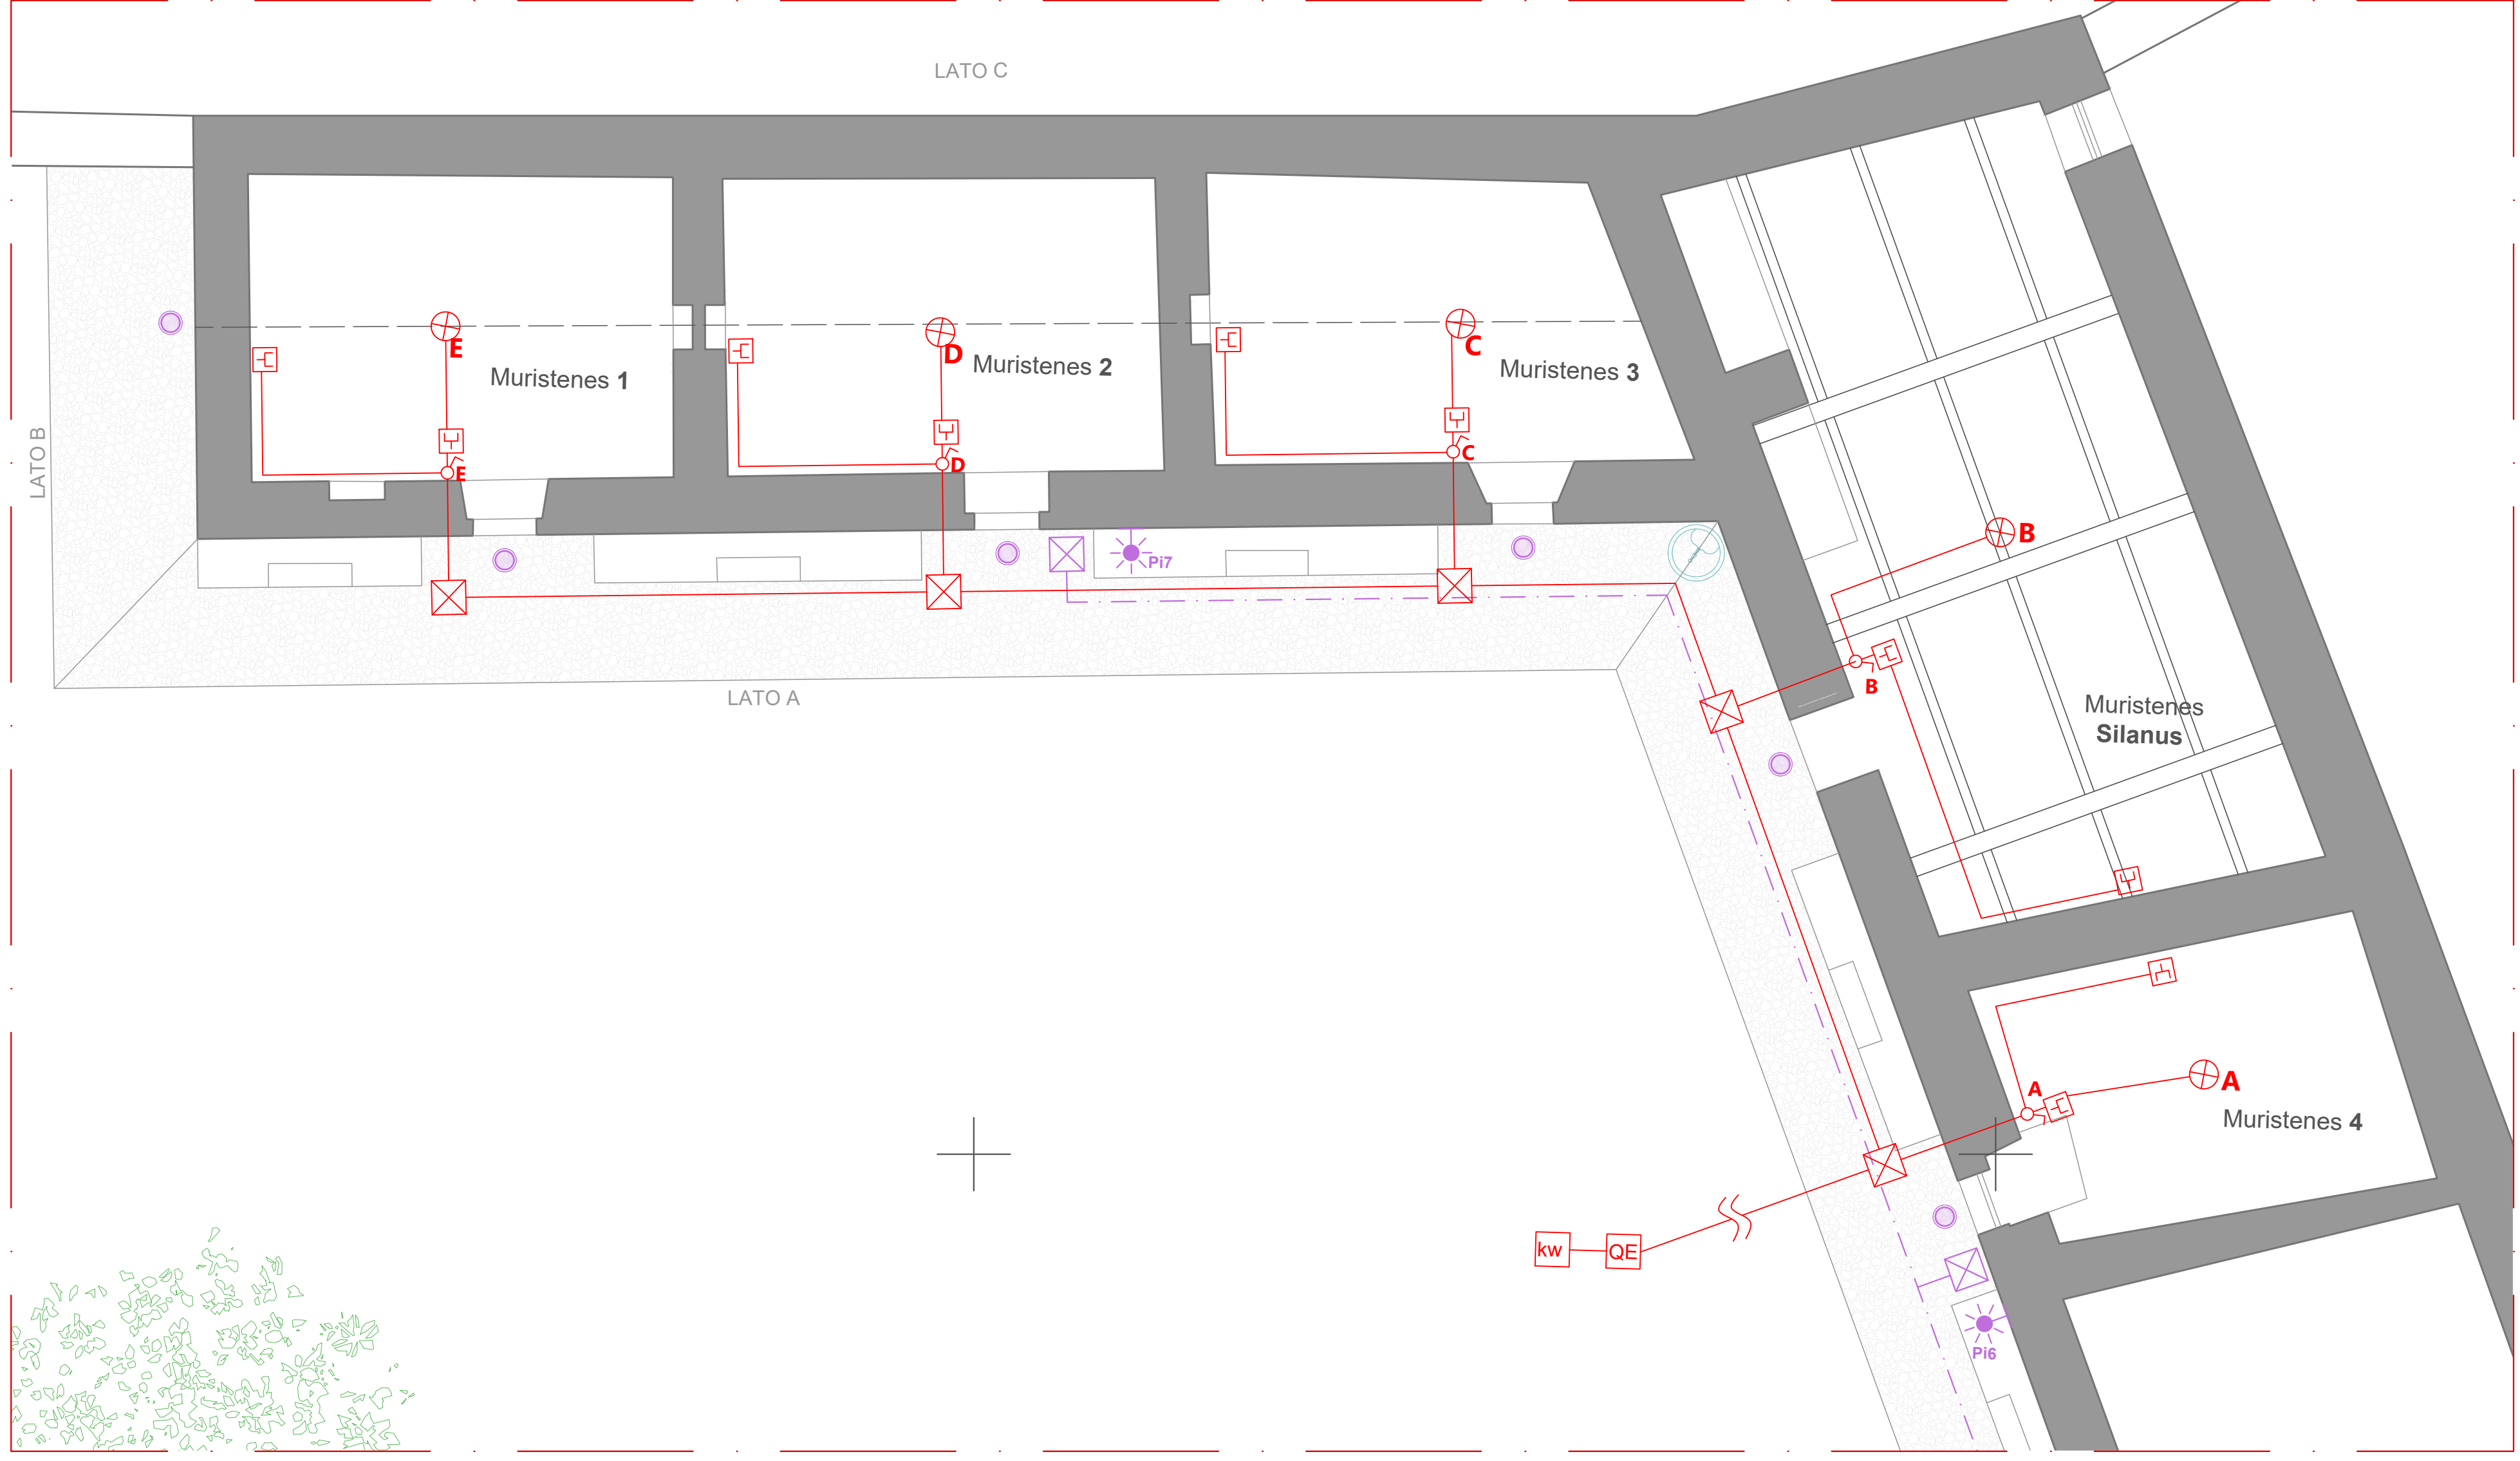 LATO C
E
D
C
Muristenes 1
Muristenes 2
Muristenes 3
LATO B
E
D
C
B
Pi7
B
LATO A
Muristenes
Silanus
A
A
Muristenes 4
kw
QE
Pi6